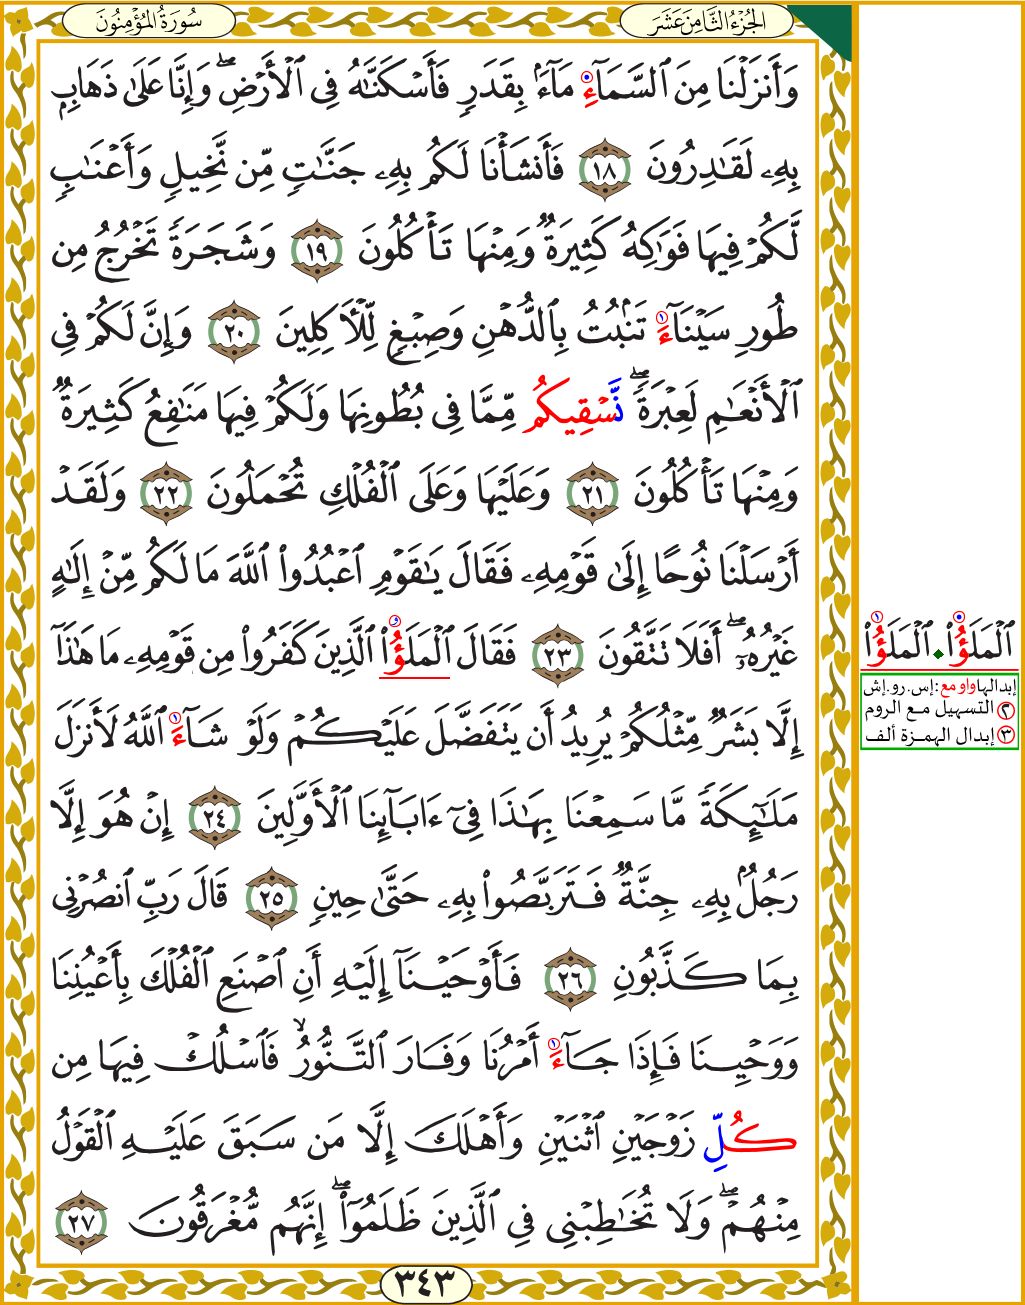 الجُزْءُ الثَّامِنَ عَشَرَ
سُورَةُ المُؤْمِنُونَ
وَأَنزَلْنَا مِنَ ٱلسَّمَآءِ مَآءَۢ بِقَدَرٍ فَأَسْكَنَّٰهُ فِى ٱلْأَرْضِ ۖ وَإِنَّا عَلَىٰ ذَهَابٍۭ
بِهِۦ لَقَٰدِرُونَ ١٨ فَأَنشَأْنَا لَكُم بِهِۦ جَنَّٰتٍ مِّن نَّخِيلٍ وَأَعْنَٰبٍ
لَّكُمْ فِيهَا فَوَٰكِهُ كَثِيرَةٌ وَمِنْهَا تَأْكُلُونَ ١٩ وَشَجَرَةً تَخْرُجُ مِن
طُورِ سَيْنَآءَ تَنۢبُتُ بِٱلدُّهْنِ وَصِبْغٍ لِّلْأَكِلِينَ ٢٠ وَإِنَّ لَكُمْ فِى
ٱلْأَنْعَٰمِ لَعِبْرَةً ۖ نَّسْقِيكُم مِّمَّا فِى بُطُونِهَا وَلَكُمْ فِيهَا مَنَٰفِعُ كَثِيرَةٌ
وَمِنْهَا تَأْكُلُونَ ٢١ وَعَلَيْهَا وَعَلَى ٱلْفُلْكِ تُحْمَلُونَ ٢٢ وَلَقَدْ
أَرْسَلْنَا نُوحًا إِلَىٰ قَوْمِهِۦ فَقَالَ يَٰقَوْمِ ٱعْبُدُوا۟ ٱللَّهَ مَا لَكُم مِّنْ إِلَٰهٍ
غَيْرُهُۥٓ ۖ أَفَلَا تَتَّقُونَ ٢٣ فَقَالَ ٱلْمَلَؤُا۟ ٱلَّذِينَ كَفَرُوا۟ مِن قَوْمِهِۦ مَا هَٰذَآ
إِلَّا بَشَرٌ مِّثْلُكُمْ يُرِيدُ أَن يَتَفَضَّلَ عَلَيْكُمْ وَلَوْ شَآءَ ٱللَّهُ لَأَنزَلَ
مَلَٰٓئِكَةً مَّا سَمِعْنَا بِهَٰذَا فِىٓ ءَابَآئِنَا ٱلْأَوَّلِينَ ٢٤ إِنْ هُوَ إِلَّا
رَجُلٌۢ بِهِۦ جِنَّةٌ فَتَرَبَّصُوا۟ بِهِۦ حَتَّىٰ حِينٍ ٢٥ قَالَ رَبِّ ٱنصُرْنِى
بِمَا كَذَّبُونِ ٢٦ فَأَوْحَيْنَآ إِلَيْهِ أَنِ ٱصْنَعِ ٱلْفُلْكَ بِأَعْيُنِنَا
وَوَحْيِنَا فَإِذَا جَآءَ أَمْرُنَا وَفَارَ ٱلتَّنُّورُ ۙ فَٱسْلُكْ فِيهَا مِن
كُلِّ زَوْجَيْنِ ٱثْنَيْنِ وَأَهْلَكَ إِلَّا مَن سَبَقَ عَلَيْهِ ٱلْقَوْلُ
مِنْهُمْ ۖ وَلَا تُخَٰطِبْنِى فِى ٱلَّذِينَ ظَلَمُوٓا۟ ۖ إِنَّهُم مُّغْرَقُونَ ٢٧
٣٤٣
ٱلْمَلَؤُا۟ ٱلْمَلَؤُا۟
إبدالها واو مع: إس. رو. إش
٢ التسهيل مع الروم
٣ إبدال الهمزة ألف